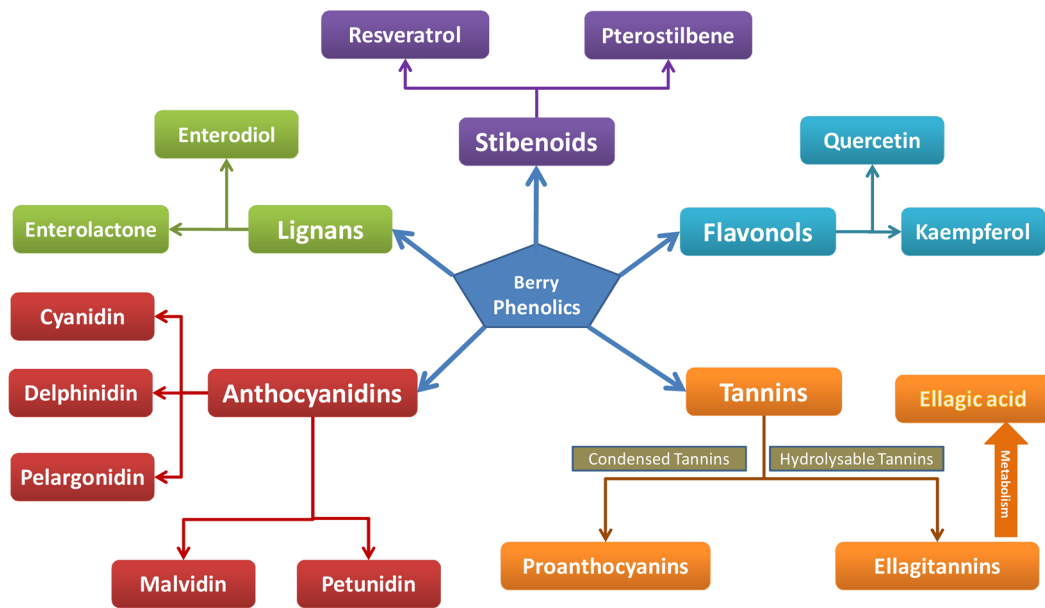 Resveratrol
Pterostilbene
Enterodiol
Stibenoids
Quercetin
Enterolactone
Lignans
Flavonols
Kaempferol
Berry
Phenolics
Cyanidin
Delphinidin
Anthocyanidins
Tannins
Ellagic acid
Pelargonidin
Condensed Tannins
Hydrolysable Tannins
Metabolism
Malvidin
Petunidin
Proanthocyanins
Ellagitannins